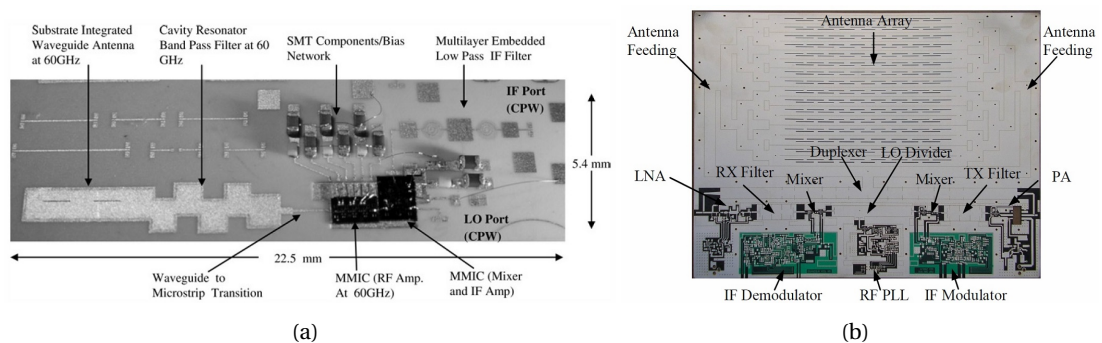 Substrate Integrated
Waveguide Antenna
at 60GHz
Cavity Resonator
Band Pass Filter at 60
GHz
SMT Components/Bias
Network
Multilayer Embedded
Low Pass IF Filter
IF Port
(CPW)
5.4 mm
LO Port
(CPW)
22.5 mm
Waveguide to
Microstrip Transition
MMIC (RF Amp.
At 60GHz)
MMIC (Mixer
and IF Amp)
(a)
Antenna Array
Antenna
Feeding
Antenna
Feeding
Duplexer
LO Divider
LNA
RX Filter
Mixer
Mixer
TX Filter
PA
IF Demodulator
RF PLL
IF Modulator
(b)